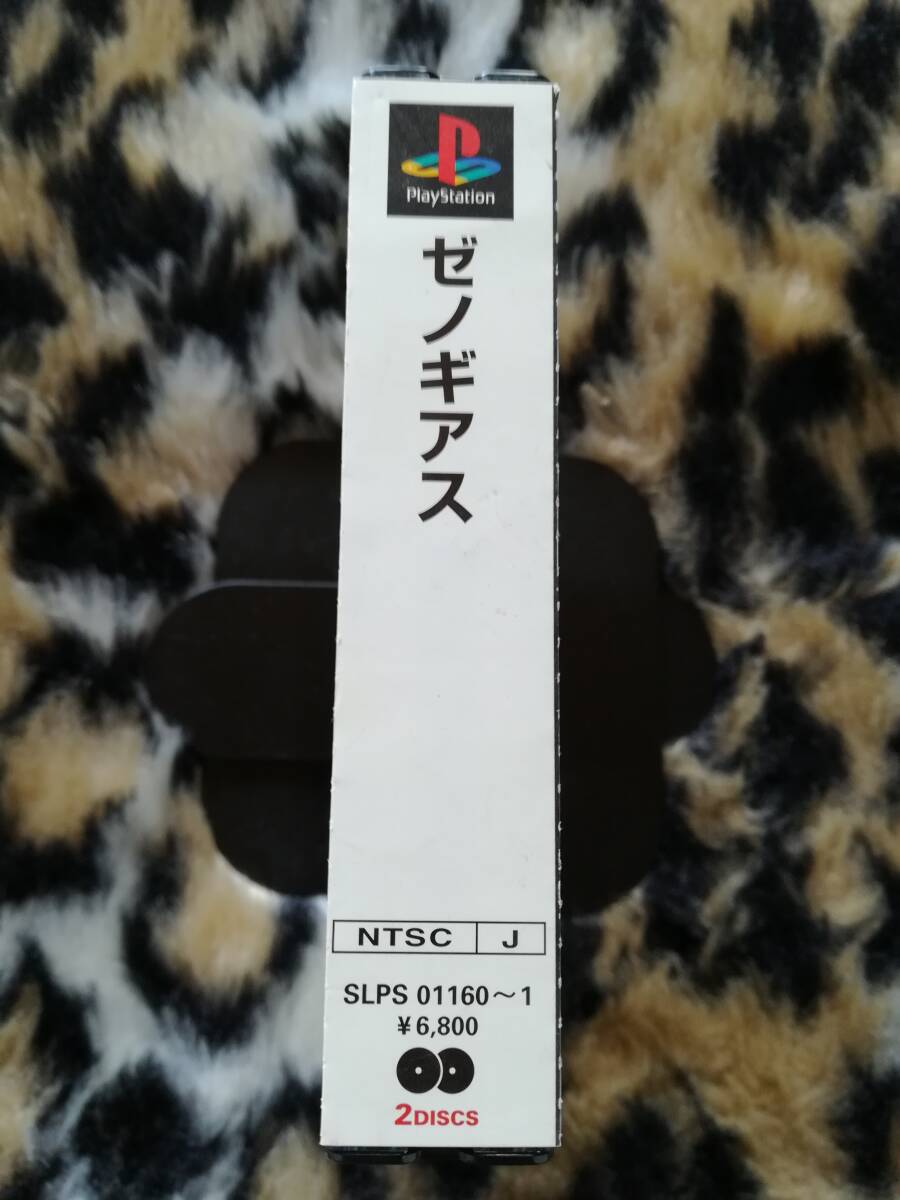 PlayStation
ゼノギアス
NTSC J
SLPS 01160～1
¥6,800
2DISCS